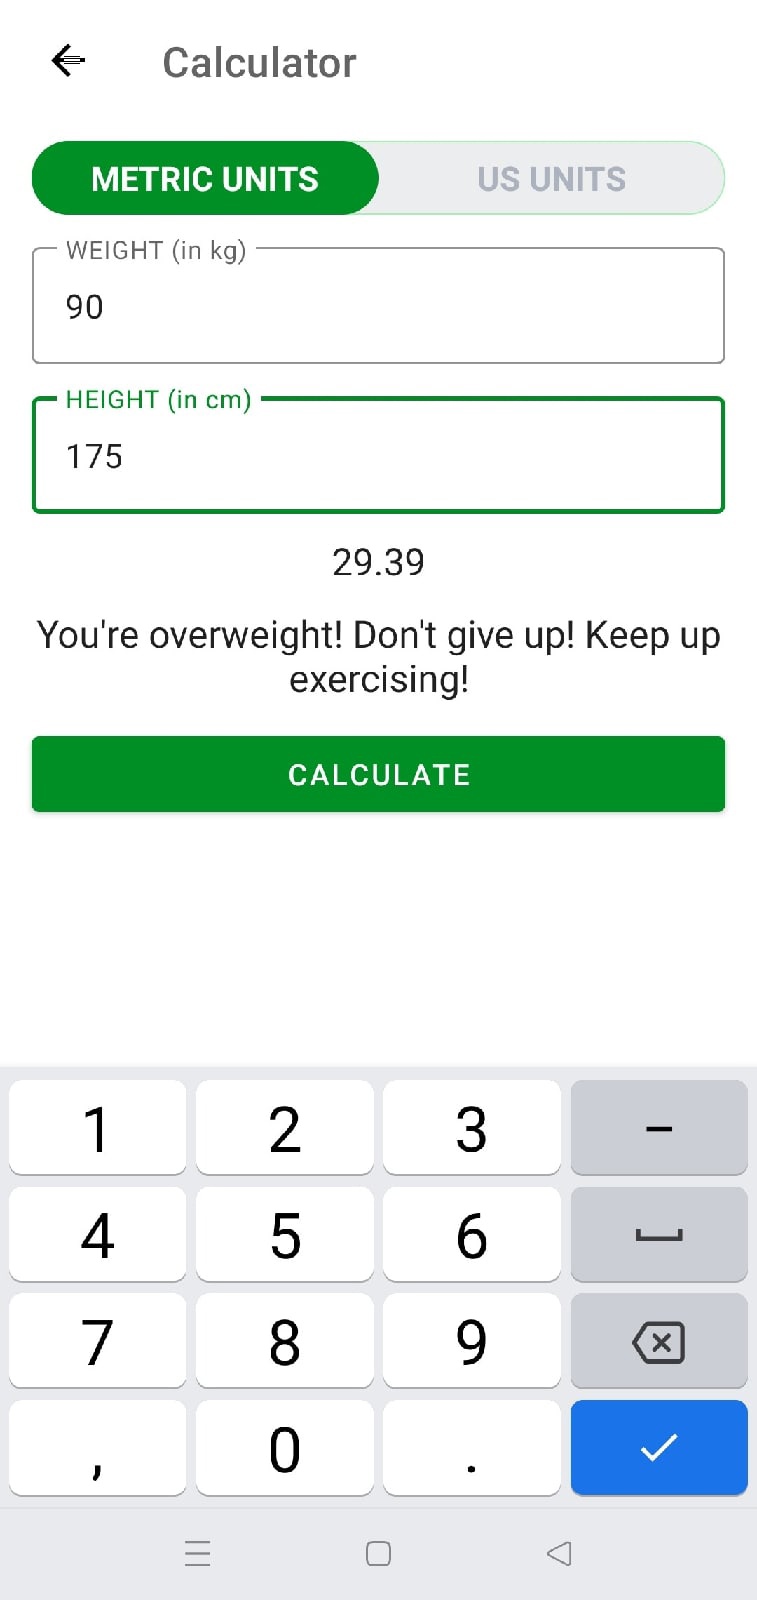 Calculator
METRIC UNITS US UNITS
WEIGHT (in kg)
90
HEIGHT (in cm)
175
29.39
You're overweight! Don't give up! Keep up
exercising!
CALCULATE
1 2 3 –
4 5 6
7 8 9
, 0 .